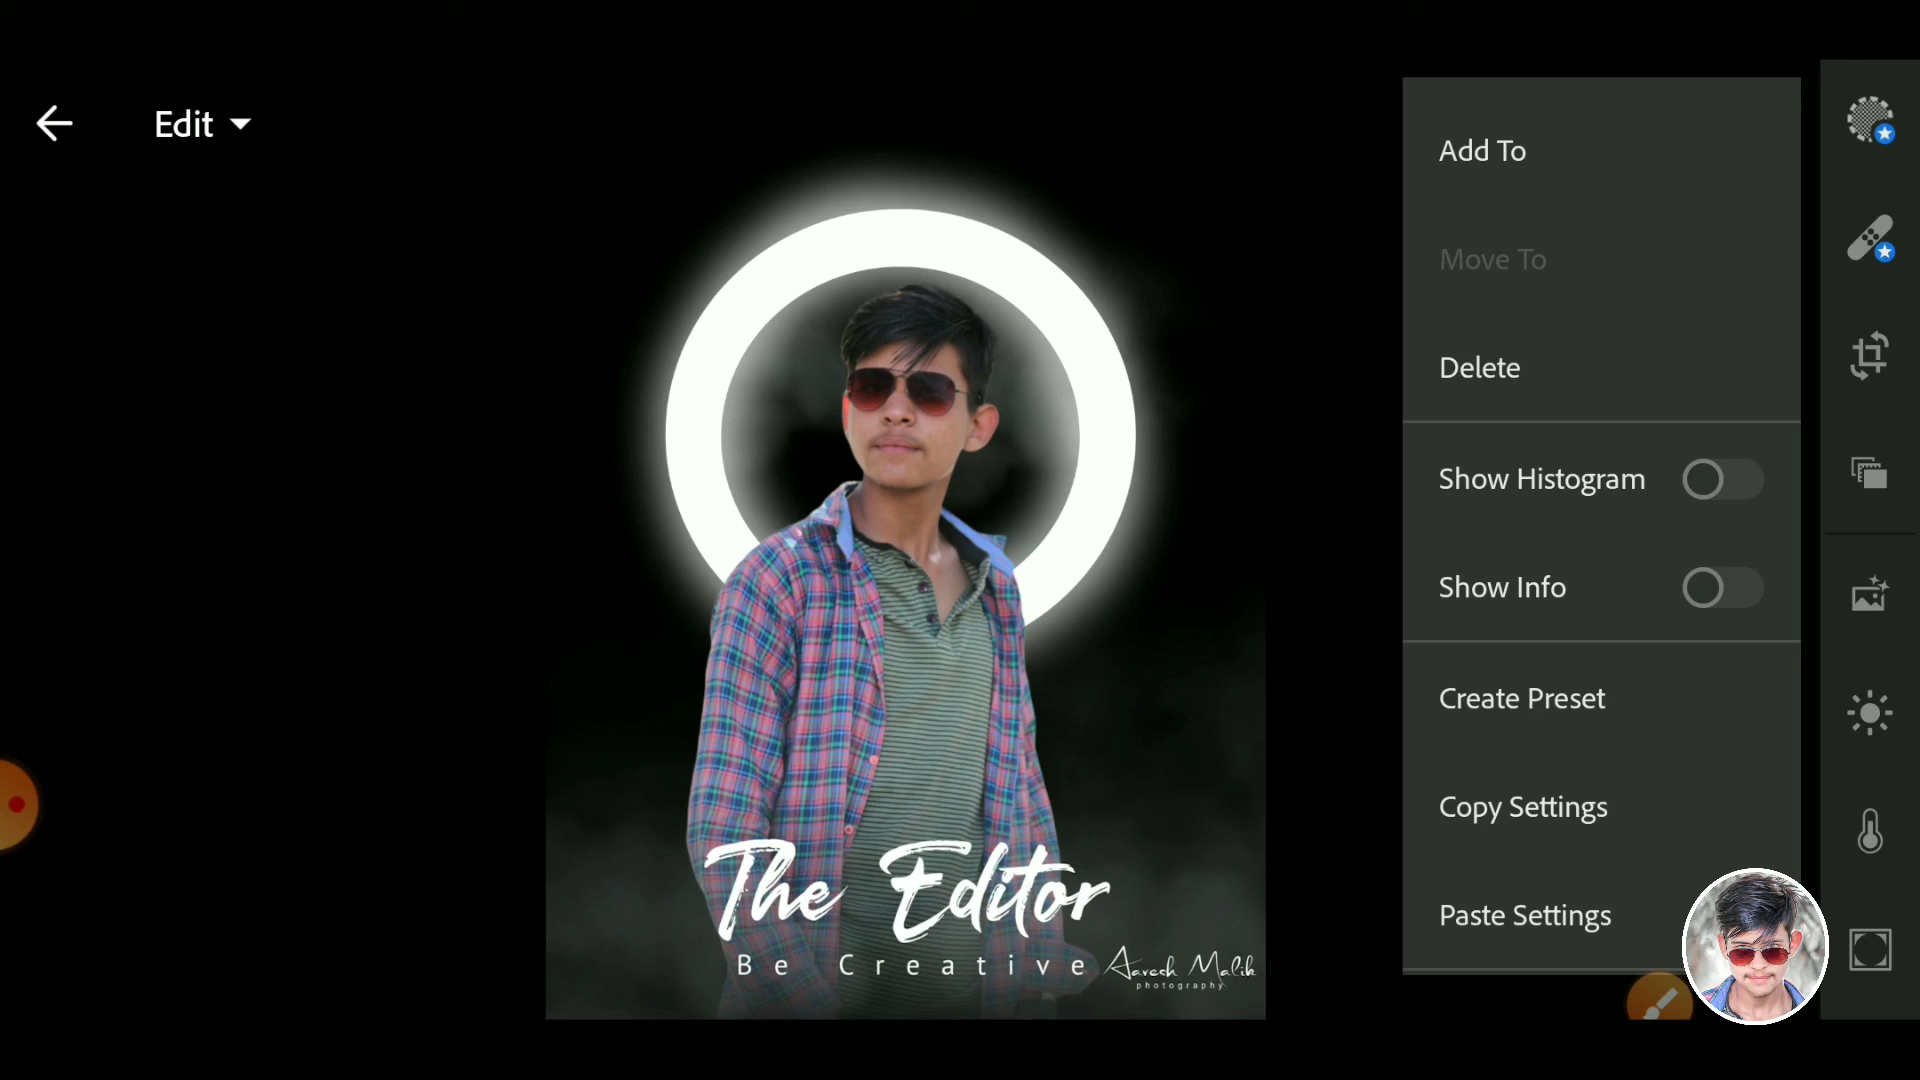 Edit
Add To
Move To
Delete
Show Histogram
Show Info
Create Preset
Copy Settings
Paste Settings
The Editor
Be Creative
Aavesh Malik
photography